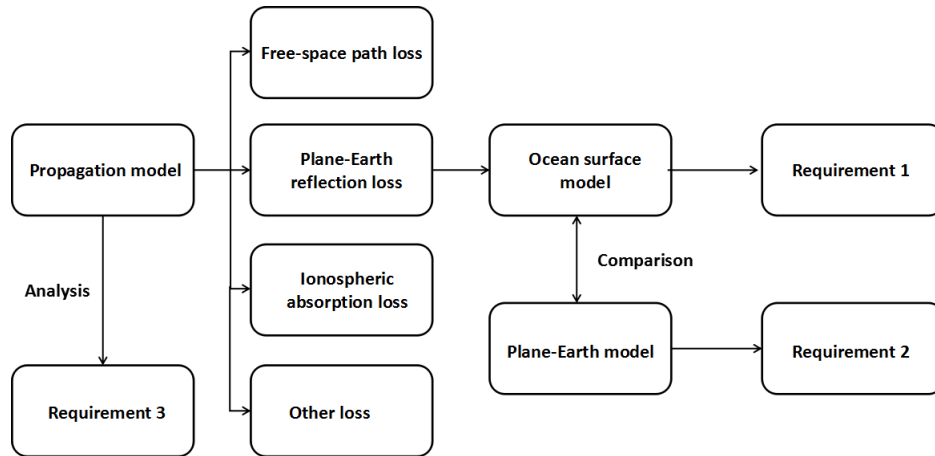 Free-space path loss
Propagation model
Plane-Earth
reflection loss
Ocean surface
model
Requirement 1
Analysis
Ionospheric
absorption loss
Comparison
Plane-Earth model
Requirement 2
Requirement 3
Other loss